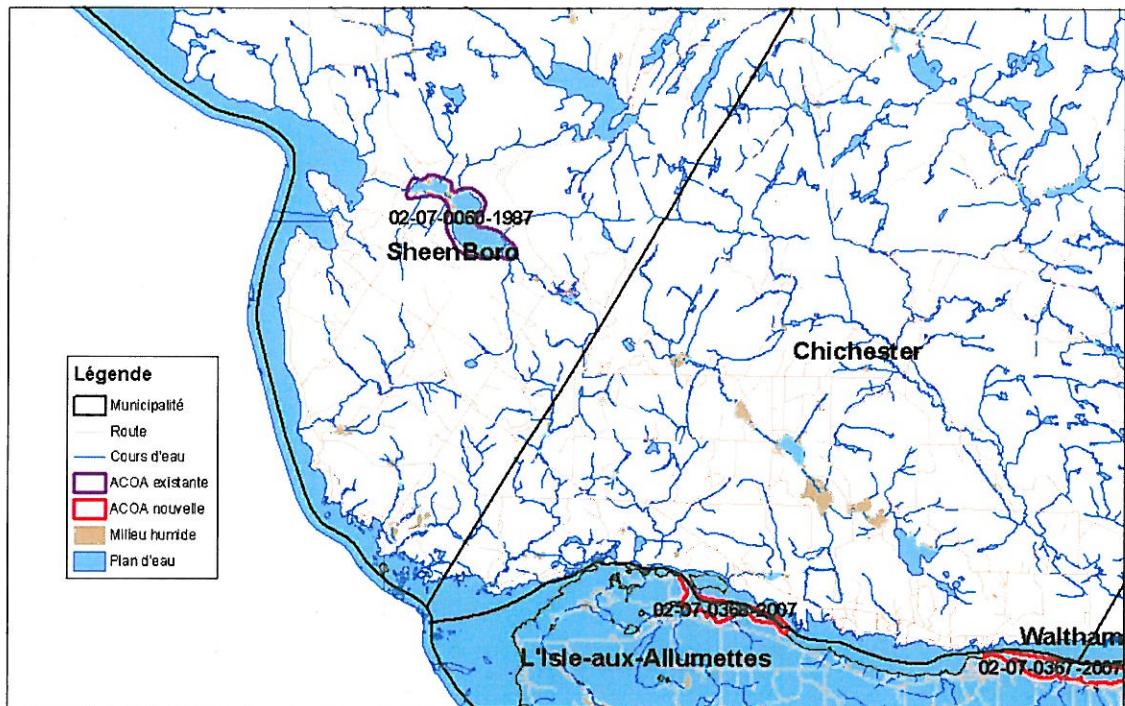 02-07-0060-1987
SheenBoro
Chichester
Légende
Municipalité
Route
Cours d'eau
ACOA existante
ACOA nouvelle
Milieu humide
Plan d'eau
02-07-0368-2007
L'Isle-aux-Allumettes
Waltham
02-07-0367-2007